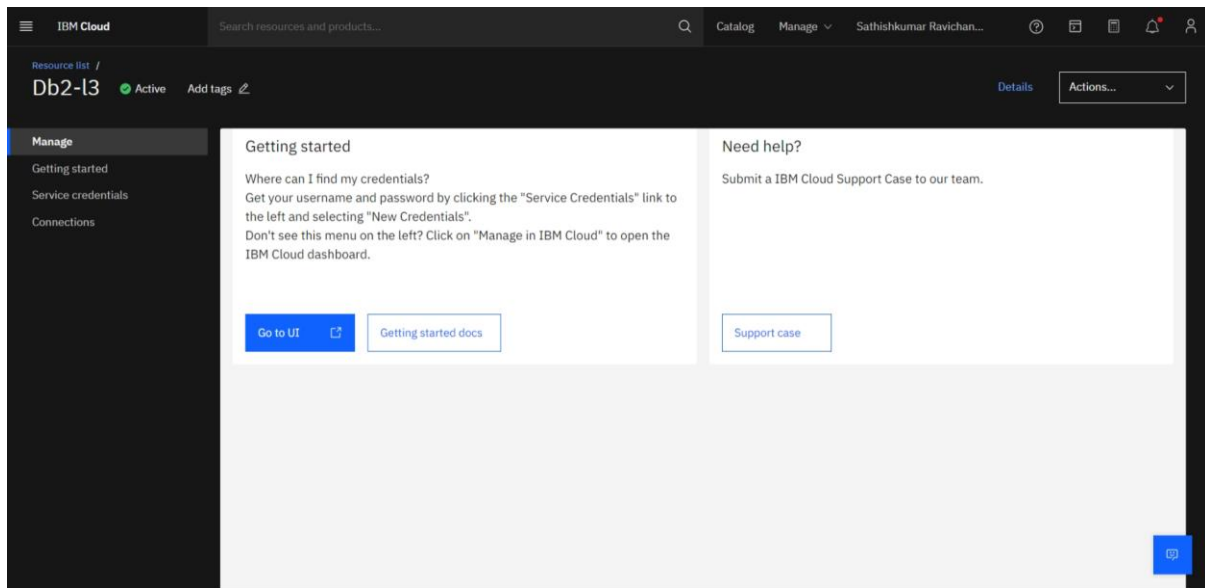 IBM Cloud
Search resources and products...
Catalog
Manage
Sathishkumar Ravichan...
Resource list /
Db2-l3
Active
Add tags
Details
Actions...
Manage
Getting started
Service credentials
Connections
Getting started
Where can I find my credentials?
Get your username and password by clicking the "Service Credentials" link to
the left and selecting "New Credentials".
Don't see this menu on the left? Click on "Manage in IBM Cloud" to open the
IBM Cloud dashboard.
Go to UI
Getting started docs
Need help?
Submit a IBM Cloud Support Case to our team.
Support case